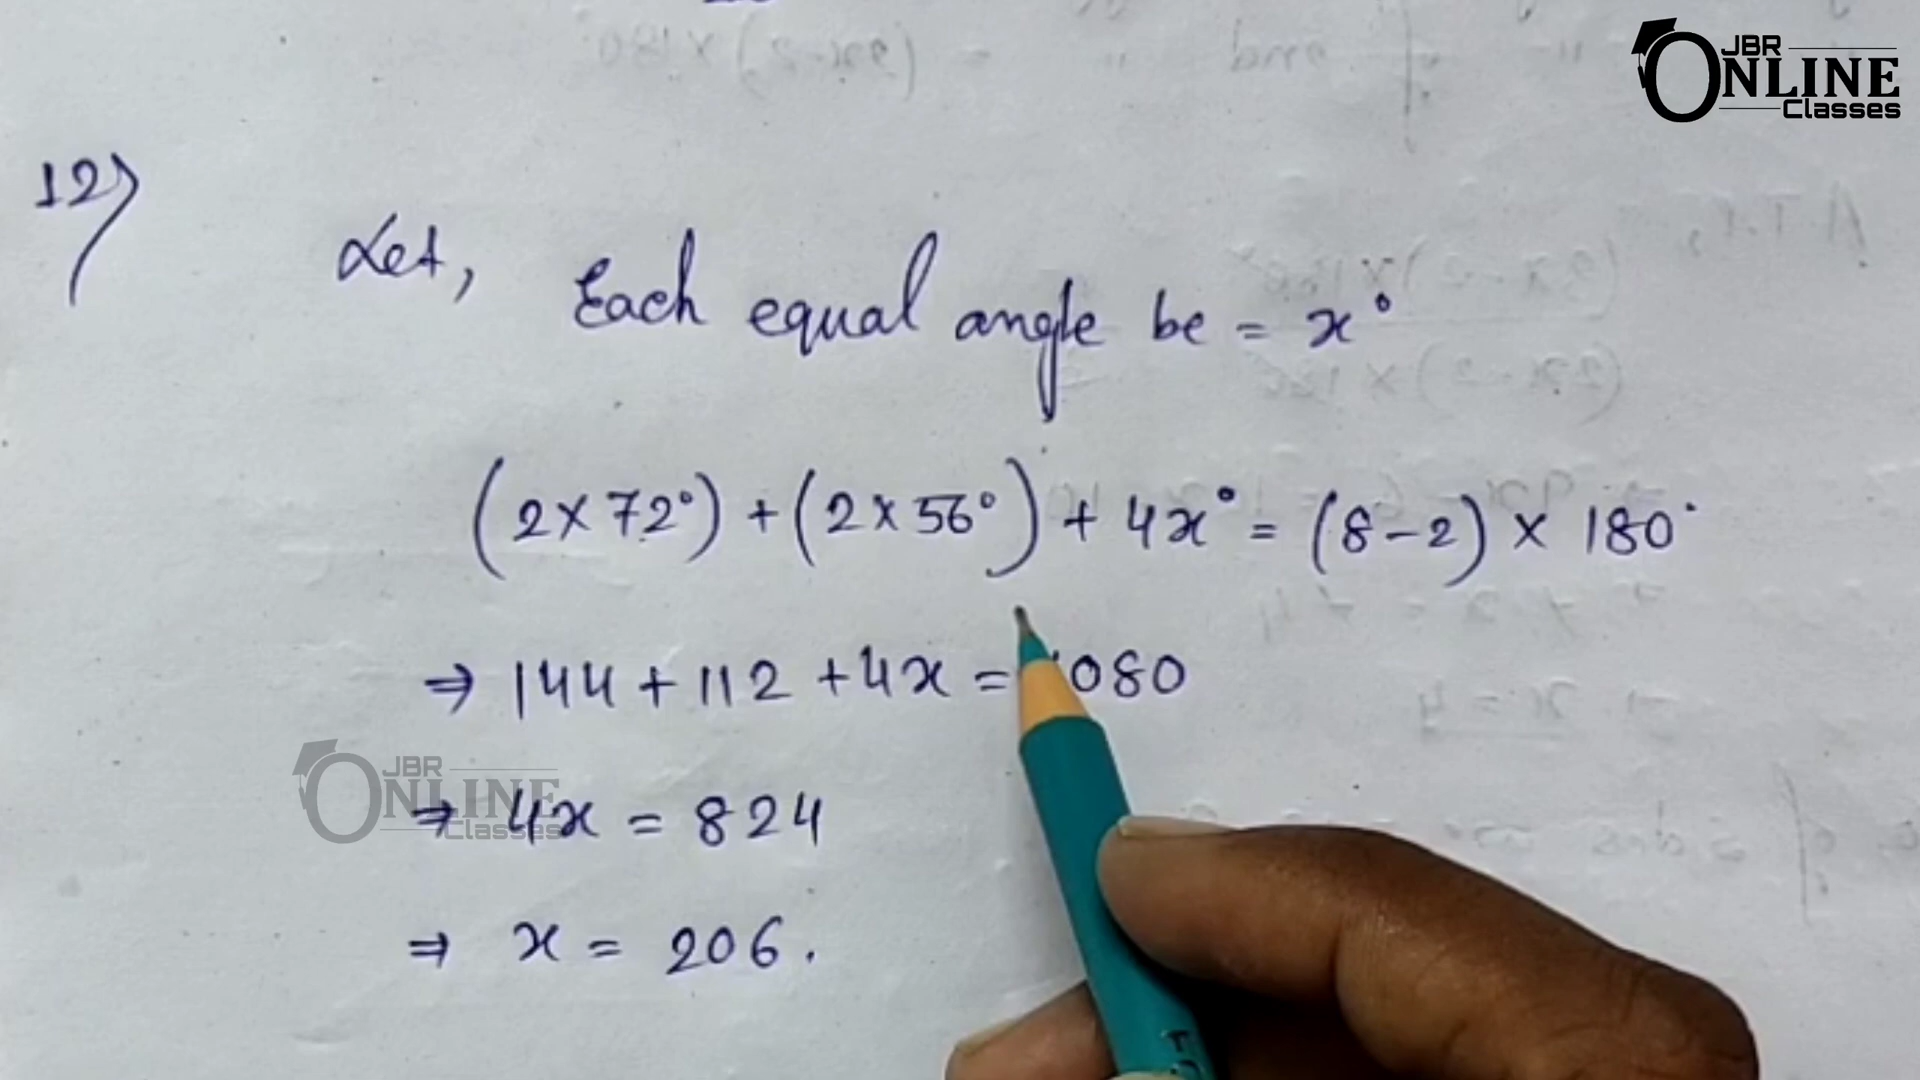 JBR
ONLINE
Classes
12)
Let, Each equal angle be = x°
(2×72°) + (2×56°) + 4x° = (8-2) × 180°
⇒ 144 + 112 + 4x = 1080
JBR
ONLINE
Classes
⇒ 4x = 824
⇒ x = 206.